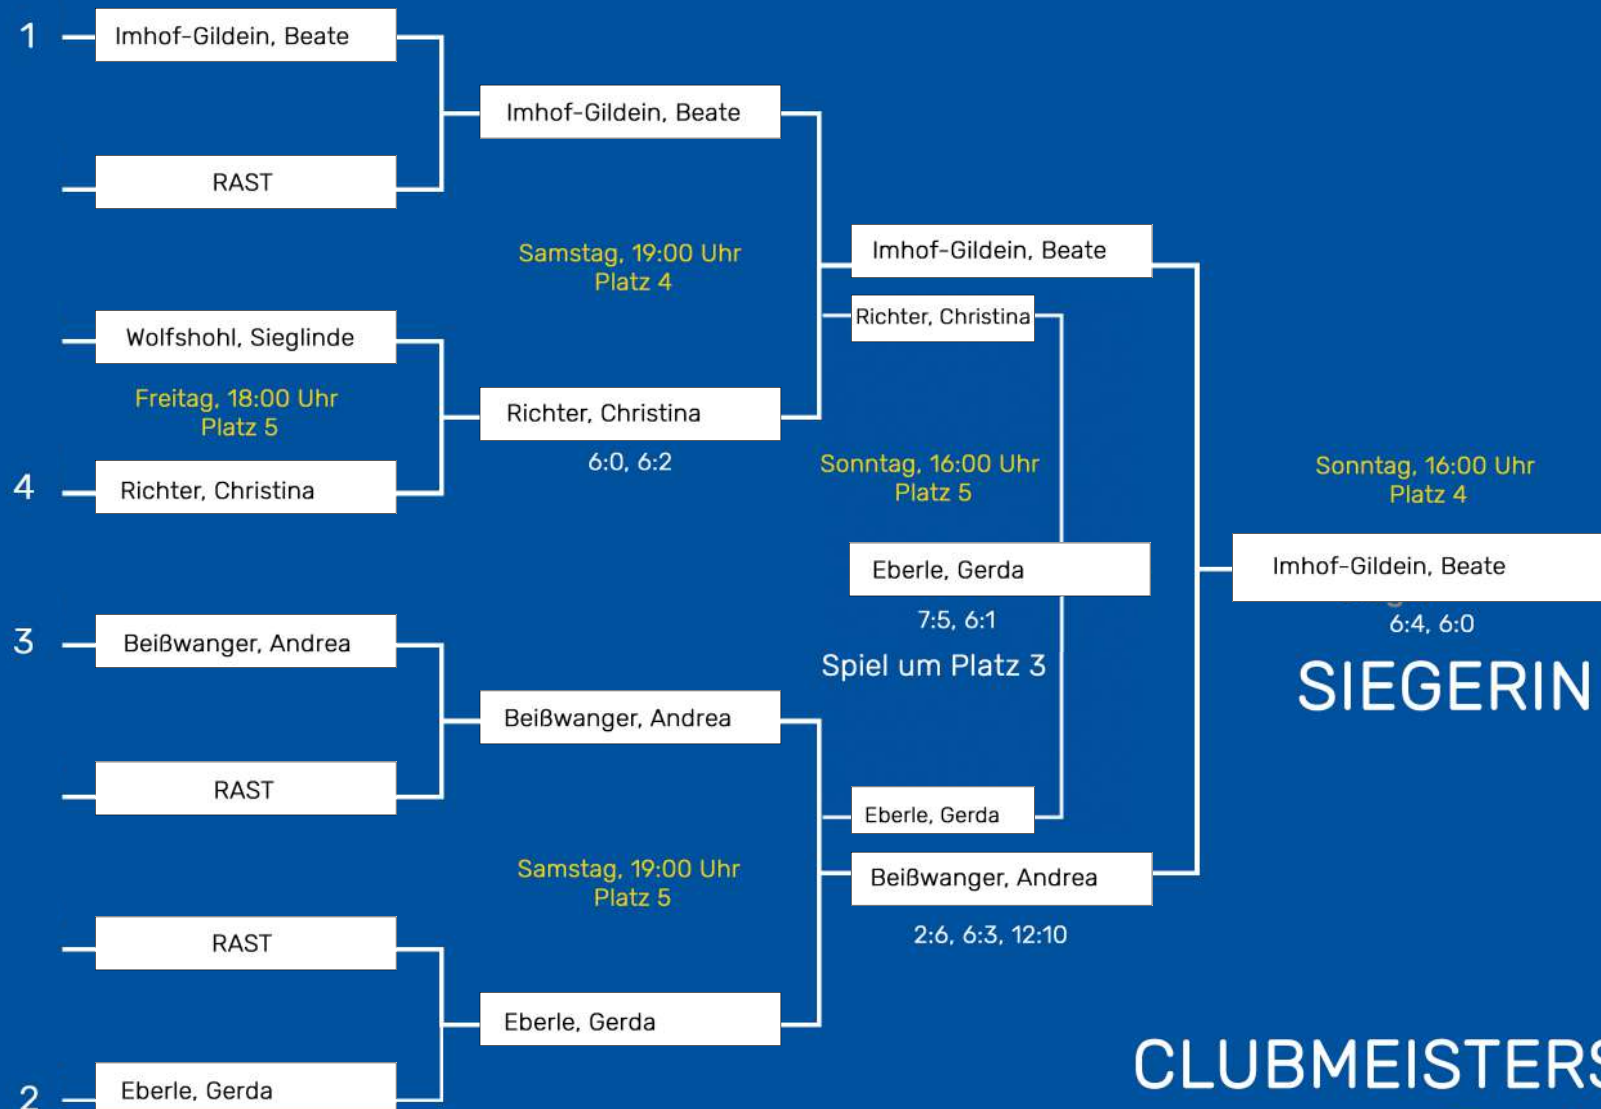 1
Imhof-Gildein, Beate
RAST
Wolfshohl, Sieglinde
Freitag, 18:00 Uhr
Platz 5
4
Richter, Christina
3
Beißwanger, Andrea
RAST
RAST
2
Eberle, Gerda
Imhof-Gildein, Beate
Samstag, 19:00 Uhr
Platz 4
Richter, Christina
6:0, 6:2
Beißwanger, Andrea
Samstag, 19:00 Uhr
Platz 5
Eberle, Gerda
Imhof-Gildein, Beate
Richter, Christina
Sonntag, 16:00 Uhr
Platz 5
Eberle, Gerda
7:5, 6:1
Spiel um Platz 3
Eberle, Gerda
Beißwanger, Andrea
2:6, 6:3, 12:10
Sonntag, 16:00 Uhr
Platz 4
Imhof-Gildein, Beate
6:4, 6:0
SIEGERIN
CLUBMEISTERS